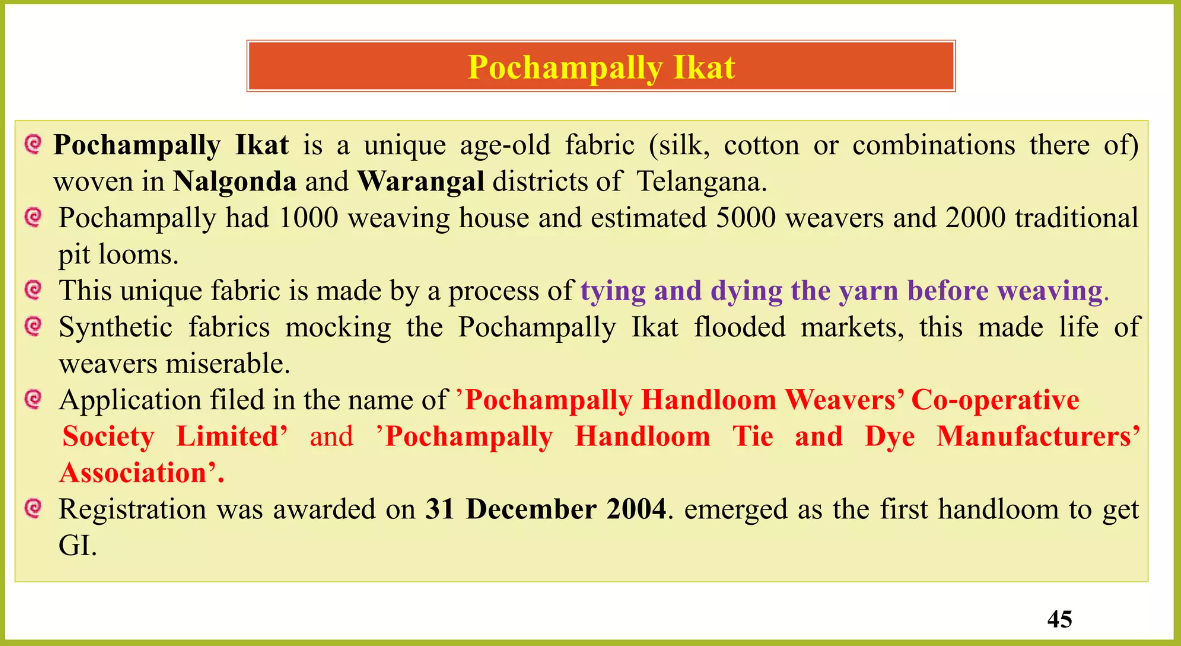 Pochampally Ikat
Pochampally Ikat is a unique age-old fabric (silk, cotton or combinations there of)
woven in Nalgonda and Warangal districts of Telangana.
Pochampally had 1000 weaving house and estimated 5000 weavers and 2000 traditional
pit looms.
This unique fabric is made by a process of tying and dying the yarn before weaving.
Synthetic fabrics mocking the Pochampally Ikat flooded markets, this made life of
weavers miserable.
Application filed in the name of ’Pochampally Handloom Weavers’ Co-operative
Society Limited’ and ’Pochampally Handloom Tie and Dye Manufacturers’
Association’.
Registration was awarded on 31 December 2004. emerged as the first handloom to get
GI.
45